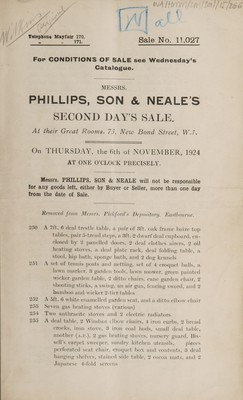 Wall
Telephone Mayfair 170.
" " 771.
Sale No. 11,027
For CONDITIONS OF SALE see Wednesday's
Catalogue.
MESSRS.
PHILLIPS, SON & NEALE'S
SECOND DAY'S SALE,
At their Great Rooms, 73, New Bond Street, W.1.
On THURSDAY, the 6th of NOVEMBER, 1924
AT ONE O'CLOCK PRECISELY.
Messrs. PHILLIPS, SON & NEALE will not be responsible
for any goods left, either by Buyer or Seller, more than one day
from the date of Sale.
Removed from Messrs. Pickford's Depository,
230 A 7ft. 8 deal trestle table, a pair of 3ft. oak frame baize top
tables, pair 5-tread steps, a 3ft. 2 dwarf deal cupboard, en-
closed by 2 panelled doors, 2 deal clothes airers, 2 oil
heating stoves, a deal plate rack, deal folding table, a
stool, hip bath, sponge bath, and 2 dog kennels
231 A set of tennis posts and netting, set of 4 croquet balls, a
lawn marker, 3 garden tools, lawn mower, green painted
wicker garden table, 2 ditto chairs, cane garden chair, 2
shooting sticks, a swing, an air gun, fencing sword, and 2
bamboo and wicker 2 tier tables
232 A 3ft. 6 white enamelled garden seat, and a ditto elbow chair
233 Seven gas heating stoves (various)
234 Two anthracite stoves and 2 electric radiators
235 A deal table, 2 Windsor elbow chairs, 4 iron curbs, 2 bread
crocks, iron stove, 3 iron coal hods, small deal table,
another (A.F.), 2 gas heating stoves, nursery guard, Bis-
sell's carpet sweeper, sundry kitchen utensils, pieces
perforated seat chair, croquet box and contents, 3 deal
hanging shelves, stained side table, 2 cocoa mats, and 2
Japanese 4-fold screens